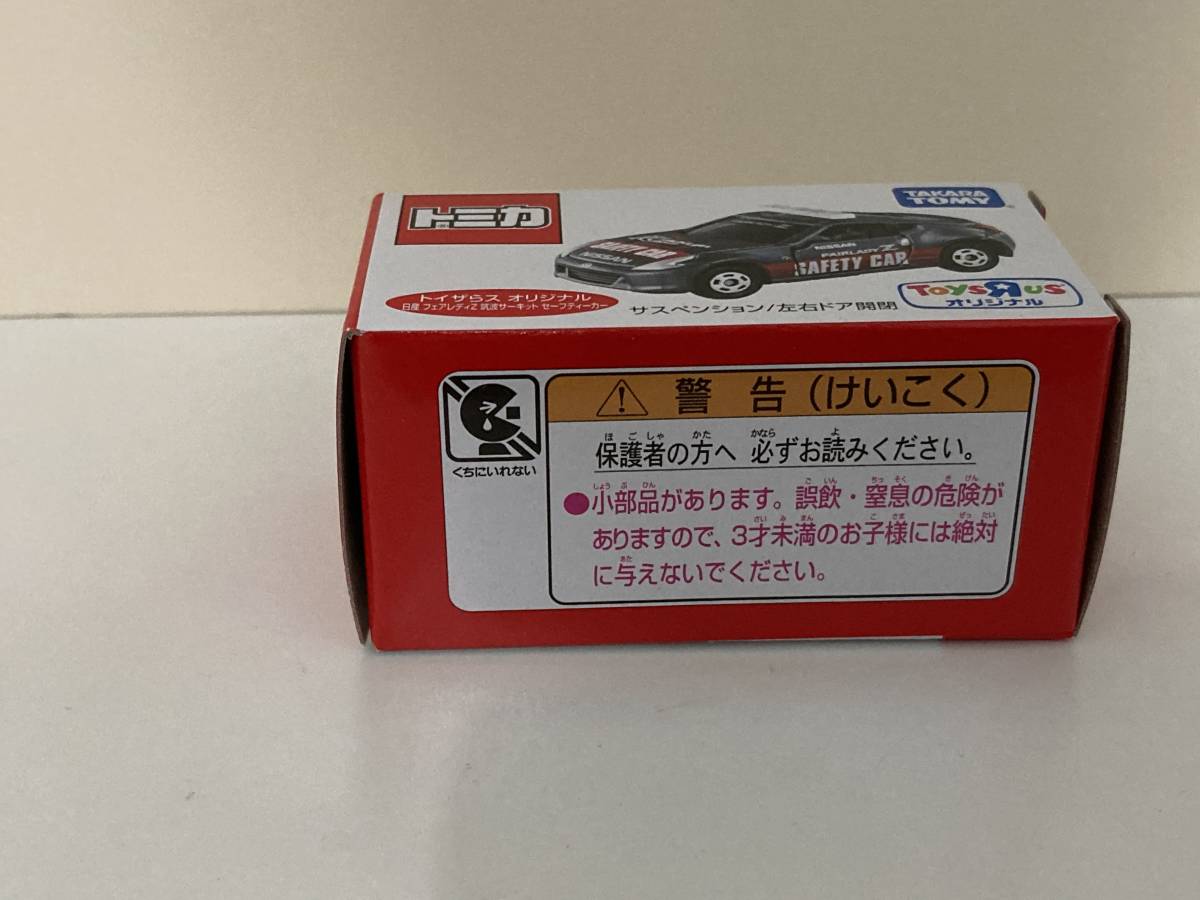 トミカ
TAKARA
TOMY
NISSAN
NISSAN
FAIRLADY Z
SAFETY CAR
トイザらス オリジナル
日産 フェアレディZ 筑波サーキット セーフティーカー
サスペンション/左右ドア開閉
ToysRus
オリジナル
くちにいれない
警告(けいこく)
保護者の方へ 必ずお読みください。
●小部品があります。誤飲・窒息の危険が
ありますので、3才未満のお子様には絶対
に与えないでください。